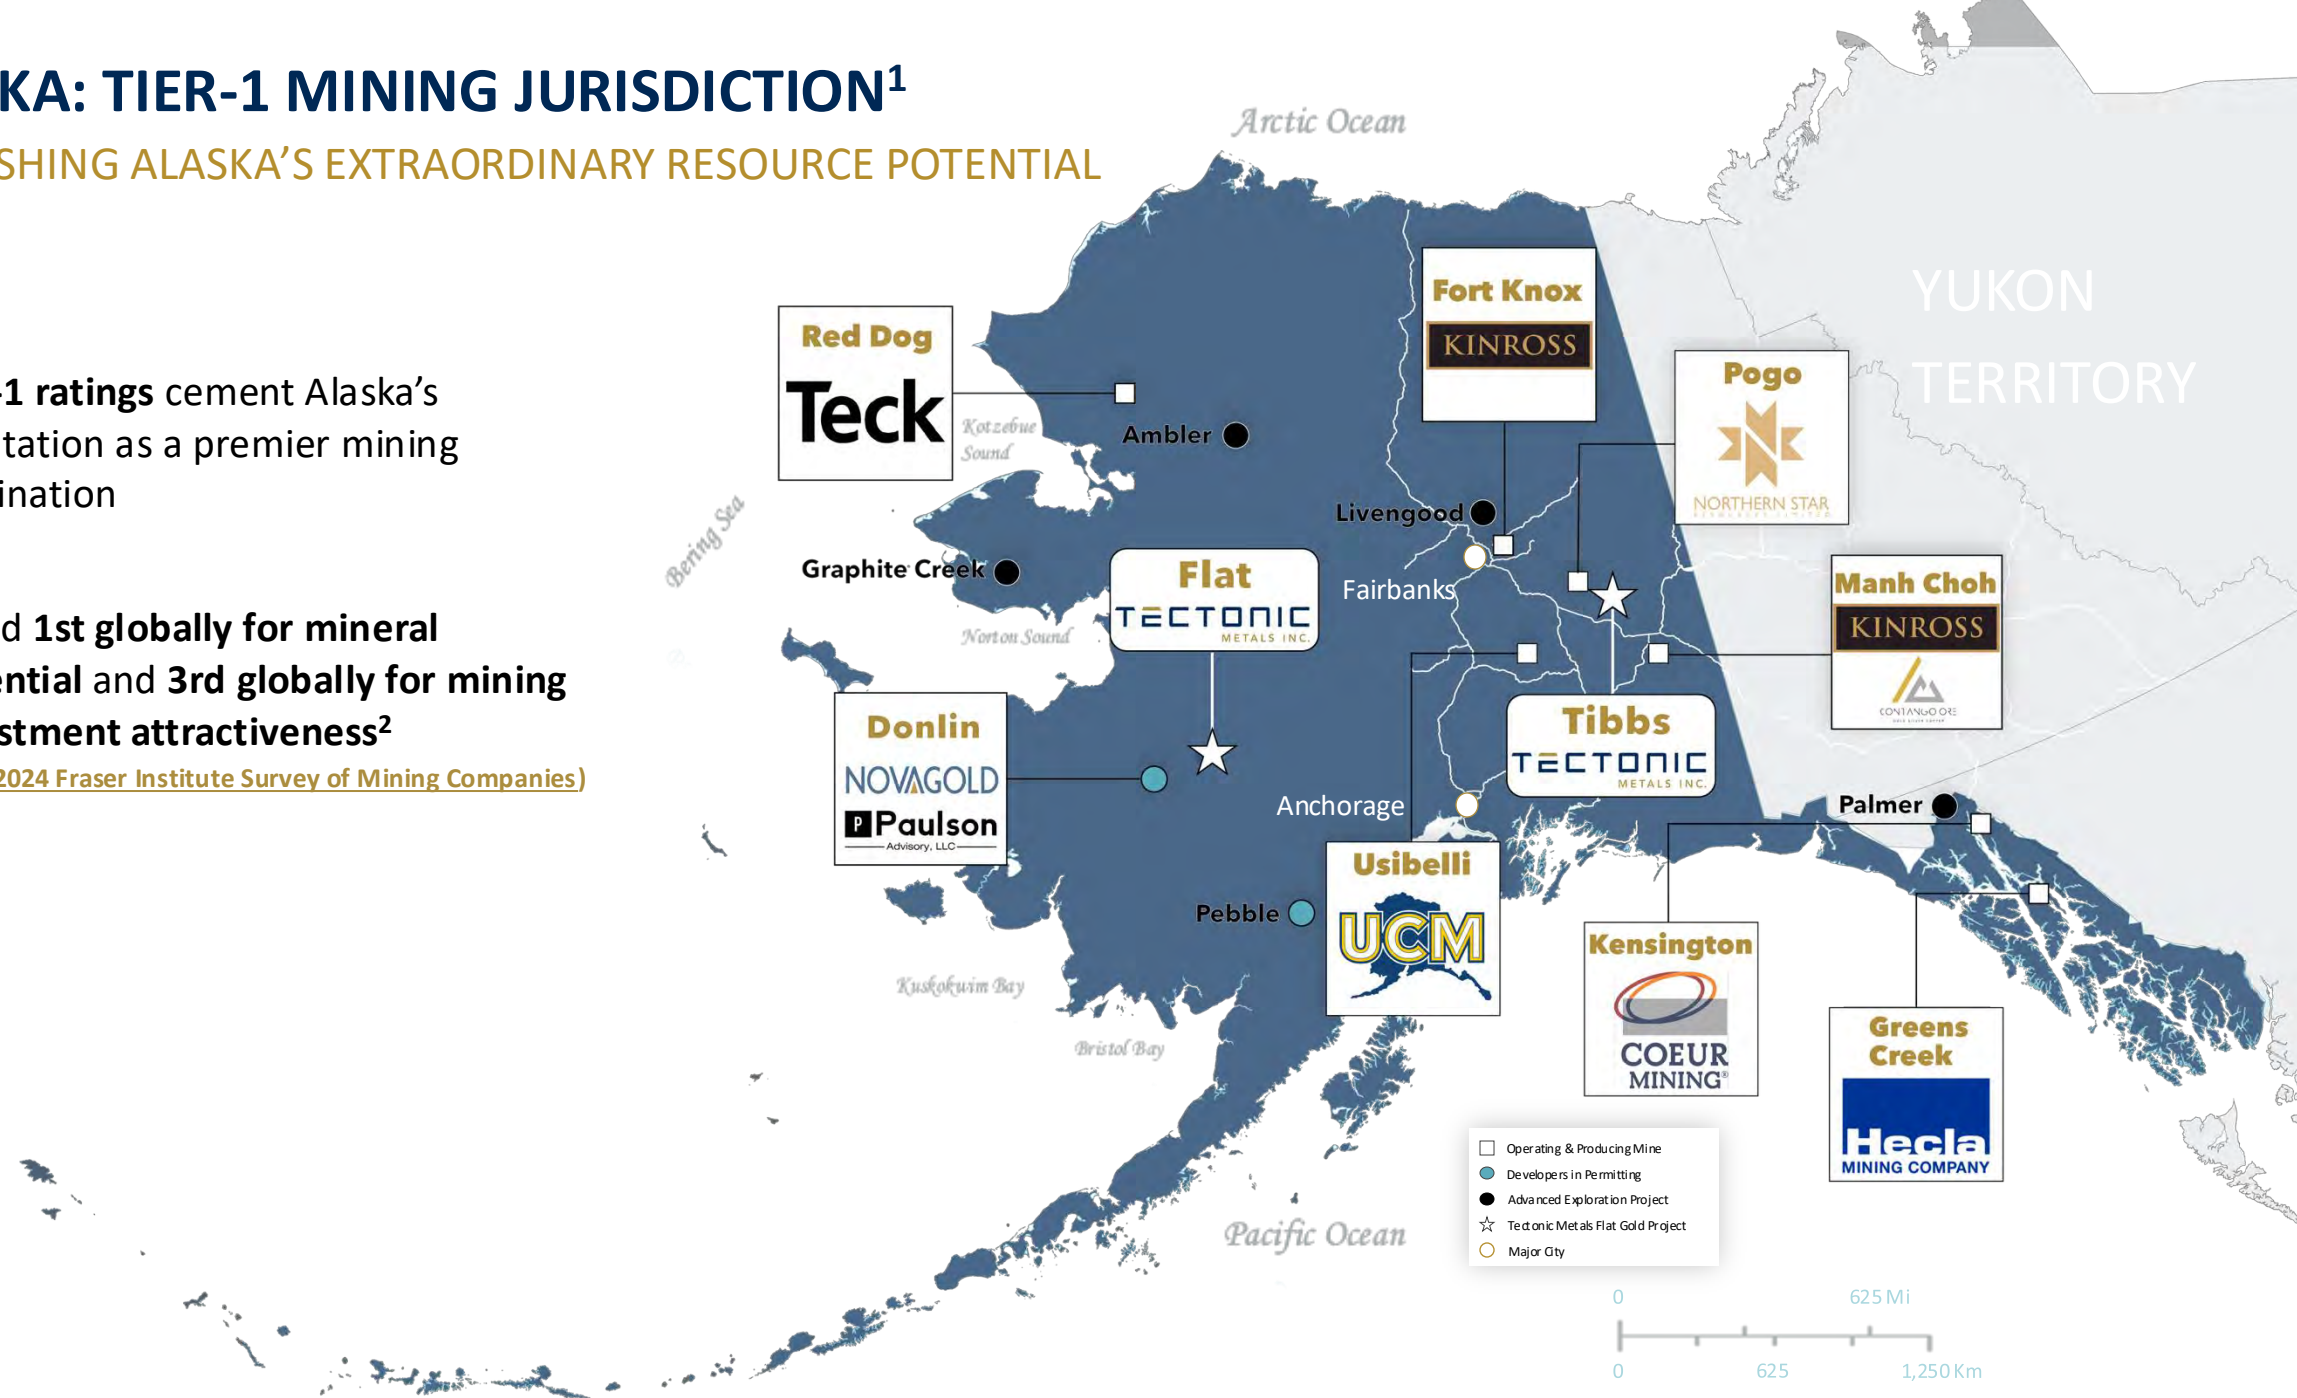 KA: TIER-1 MINING JURISDICTION¹
SHING ALASKA'S EXTRAORDINARY RESOURCE POTENTIAL
-1 ratings cement Alaska's
tation as a premier mining
ination
d 1st globally for mineral
ential and 3rd globally for mining
stment attractiveness²
2024 Fraser Institute Survey of Mining Companies)
Arctic Ocean
YUKON
TERRITORY
Fort Knox
KINROSS
Red Dog
Teck
Pogo
NORTHERN STAR
RESOURCES LIMITED
Kotzebue
Sound
Ambler
Livengood
Bering Sea
Graphite Creek
Flat
TECTONIC
METALS INC.
Fairbanks
Manh Choh
KINROSS
CONTANGO ORE
Norton Sound
Donlin
NOVAGOLD
P Paulson
Advisory, LLC
Tibbs
TECTONIC
METALS INC.
Anchorage
Palmer
Usibelli
UCM
Pebble
Kensington
COEUR
MINING®
Kuskokwim Bay
Bristol Bay
Greens
Creek
Hecla
MINING COMPANY
Operating & Producing Mine
Developers in Permitting
Advanced Exploration Project
Tectonic Metals Flat Gold Project
Major City
Pacific Ocean
0 625 Mi
0 625 1,250 Km